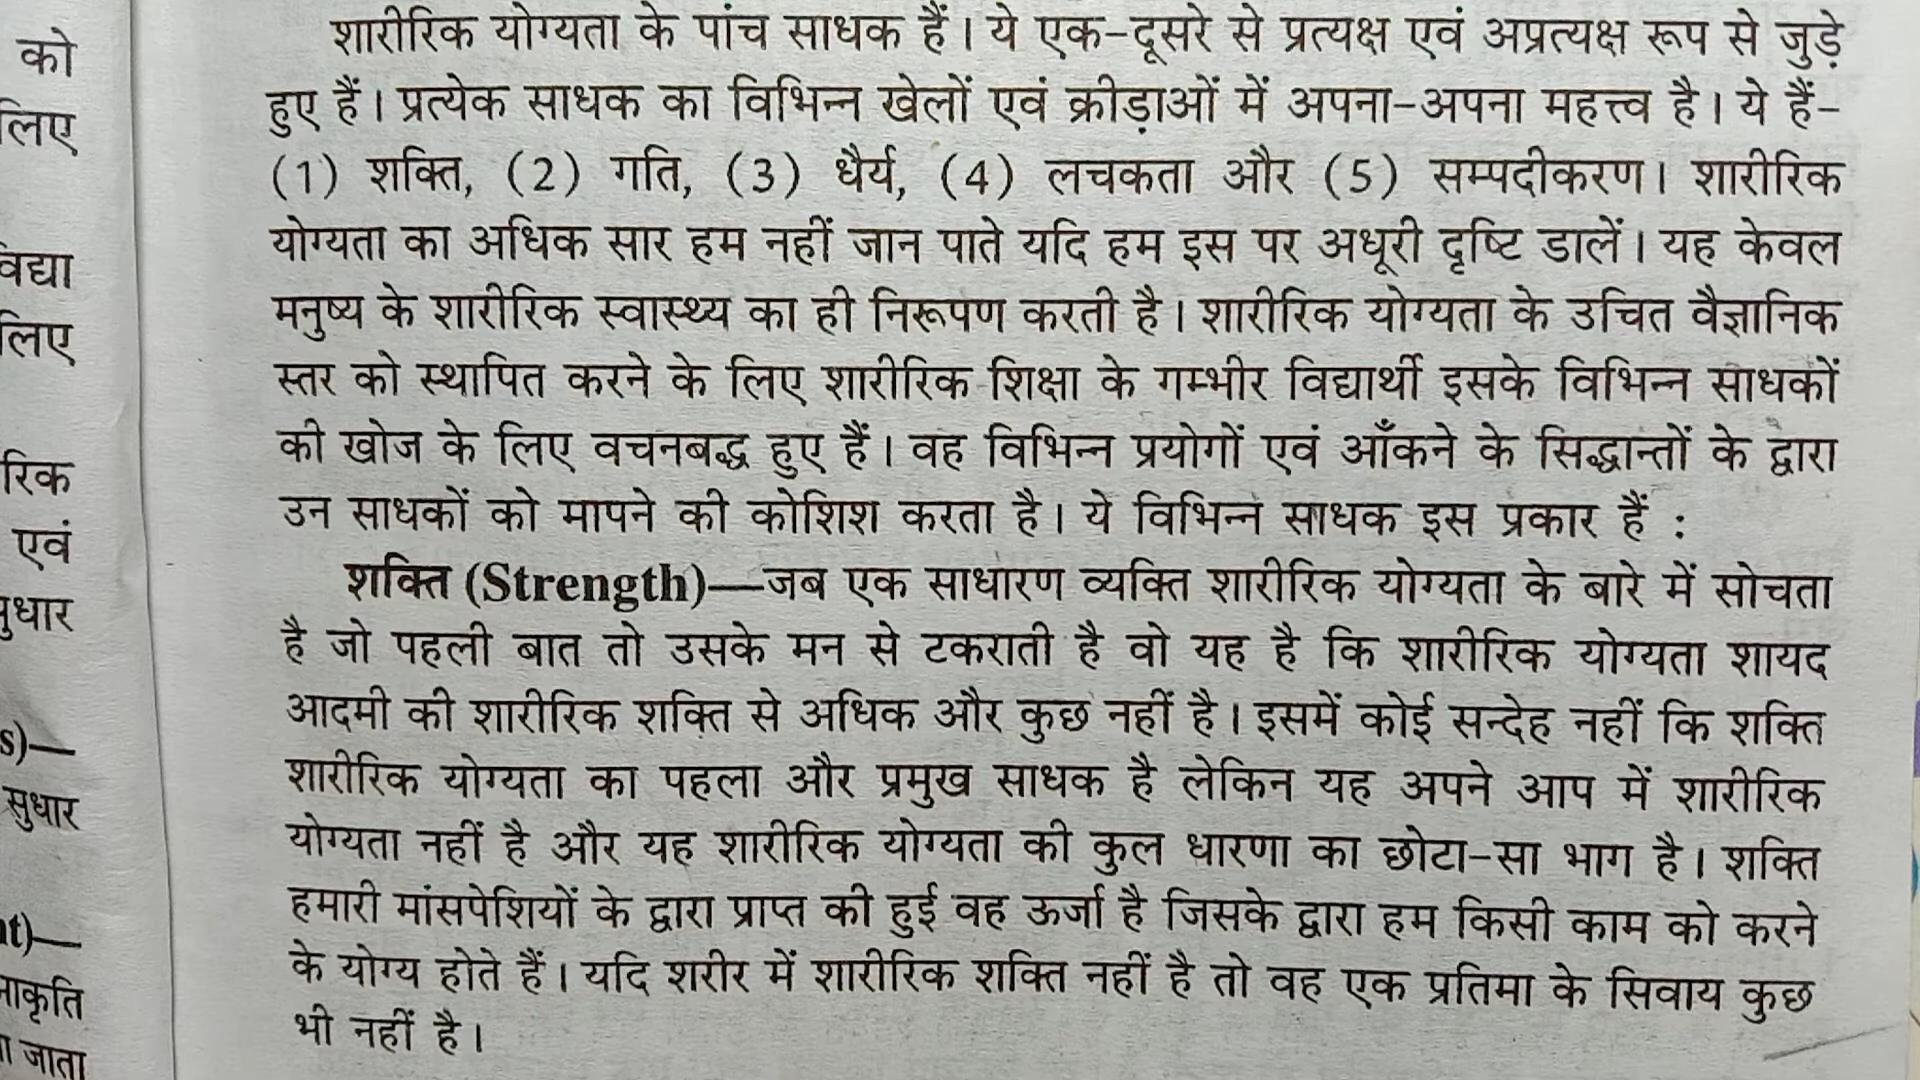 को
लिए
विद्या
लिए
रिक
एवं
सुधार
s)—
सुधार
nt)—
आकृति
ा जाता
शारीरिक योग्यता के पांच साधक हैं। ये एक-दूसरे से प्रत्यक्ष एवं अप्रत्यक्ष रूप से जुड़े
हुए हैं। प्रत्येक साधक का विभिन्न खेलों एवं क्रीड़ाओं में अपना-अपना महत्त्व है। ये हैं-
(1) शक्ति, (2) गति, (3) धैर्य, (4) लचकता और (5) सम्पदीकरण। शारीरिक
योग्यता का अधिक सार हम नहीं जान पाते यदि हम इस पर अधूरी दृष्टि डालें। यह केवल
मनुष्य के शारीरिक स्वास्थ्य का ही निरूपण करती है। शारीरिक योग्यता के उचित वैज्ञानिक
स्तर को स्थापित करने के लिए शारीरिक शिक्षा के गम्भीर विद्यार्थी इसके विभिन्न साधकों
की खोज के लिए वचनबद्ध हुए हैं। वह विभिन्न प्रयोगों एवं आँकने के सिद्धान्तों के द्वारा
उन साधकों को मापने की कोशिश करता है। ये विभिन्न साधक इस प्रकार हैं :
शक्ति (Strength)—जब एक साधारण व्यक्ति शारीरिक योग्यता के बारे में सोचता
है जो पहली बात तो उसके मन से टकराती है वो यह है कि शारीरिक योग्यता शायद
आदमी की शारीरिक शक्ति से अधिक और कुछ नहीं है। इसमें कोई सन्देह नहीं कि शक्ति
शारीरिक योग्यता का पहला और प्रमुख साधक है लेकिन यह अपने आप में शारीरिक
योग्यता नहीं है और यह शारीरिक योग्यता की कुल धारणा का छोटा-सा भाग है। शक्ति
हमारी मांसपेशियों के द्वारा प्राप्त की हुई वह ऊर्जा है जिसके द्वारा हम किसी काम को करने
के योग्य होते हैं। यदि शरीर में शारीरिक शक्ति नहीं है तो वह एक प्रतिमा के सिवाय कुछ
भी नहीं है।